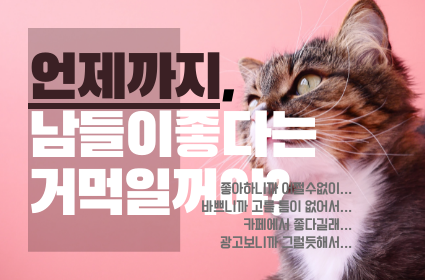 언제까지,
남들이좋다는
거먹일꺼야?
좋아하니까 어쩔수없이...
바쁘니까 고를 틈이 없어서...
카페에서 좋다길래...
광고보니까 그럴듯해서...